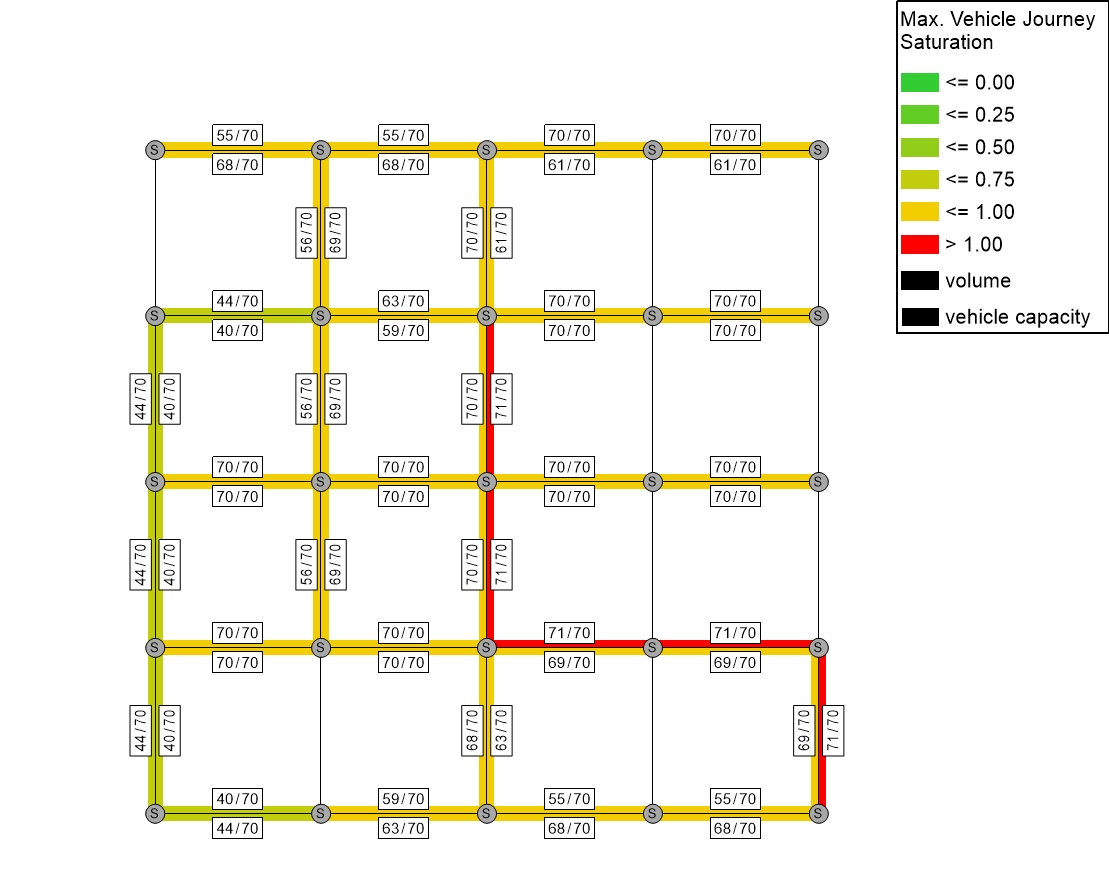 Max. Vehicle Journey
Saturation
<= 0.00
<= 0.25
<= 0.50
<= 0.75
<= 1.00
> 1.00
volume
vehicle capacity
55/70 55/70 70/70 70/70
S S S S S
68/70 68/70 61/70 61/70
56/70 69/70 70/70 61/70
44/70 63/70 70/70 70/70
S S S S S
40/70 59/70 70/70 70/70
44/70 40/70 56/70 69/70 70/70 71/70
70/70 70/70 70/70 70/70
S S S S S
70/70 70/70 70/70 70/70
44/70 40/70 56/70 69/70 70/70 71/70
70/70 70/70 71/70 71/70
S S S S S
70/70 70/70 69/70 69/70
44/70 40/70 68/70 63/70 69/70 71/70
40/70 59/70 55/70 55/70
S S S S S
44/70 63/70 68/70 68/70